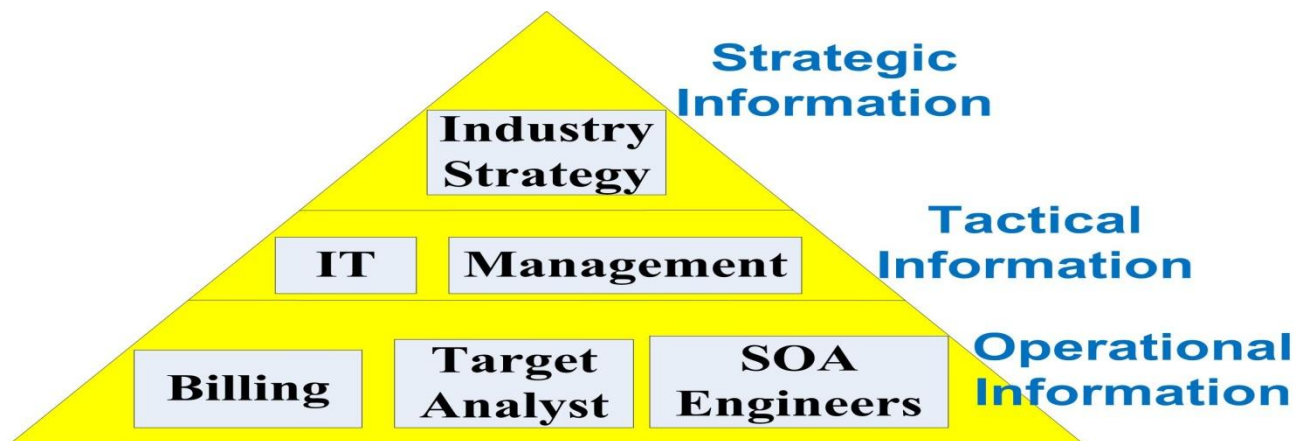 Strategic
Information
Industry
Strategy
Tactical
Information
IT
Management
Operational
Information
Billing
Target
Analyst
SOA
Engineers